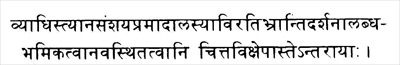 व्याधिस्त्यानसंशयप्रमादालस्याविरतिभ्रान्तिदर्शनालब्ध-
भमिकत्वानवस्थितत्वानि चित्तविक्षेपास्तेऽन्तरायाः ।